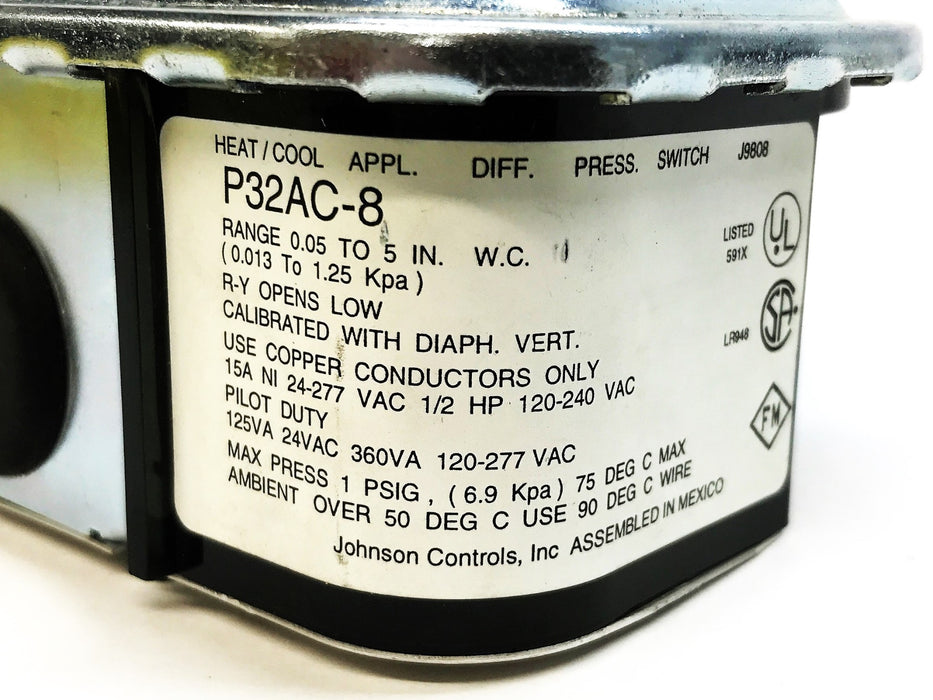 HEAT / COOL APPL. DIFF. PRESS. SWITCH J9808
P32AC-8
RANGE 0.05 TO 5 IN. W.C.
( 0.013 To 1.25 Kpa )
R-Y OPENS LOW
CALIBRATED WITH DIAPH. VERT.
USE COPPER CONDUCTORS ONLY
15A NI 24-277 VAC 1/2 HP 120-240 VAC
PILOT DUTY
125VA 24VAC 360VA 120-277 VAC
MAX PRESS 1 PSIG , ( 6.9 Kpa ) 75 DEG C MAX
AMBIENT OVER 50 DEG C USE 90 DEG C WIRE
Johnson Controls, Inc ASSEMBLED IN MEXICO
LISTED
591X
UL
SA
LR948
FM